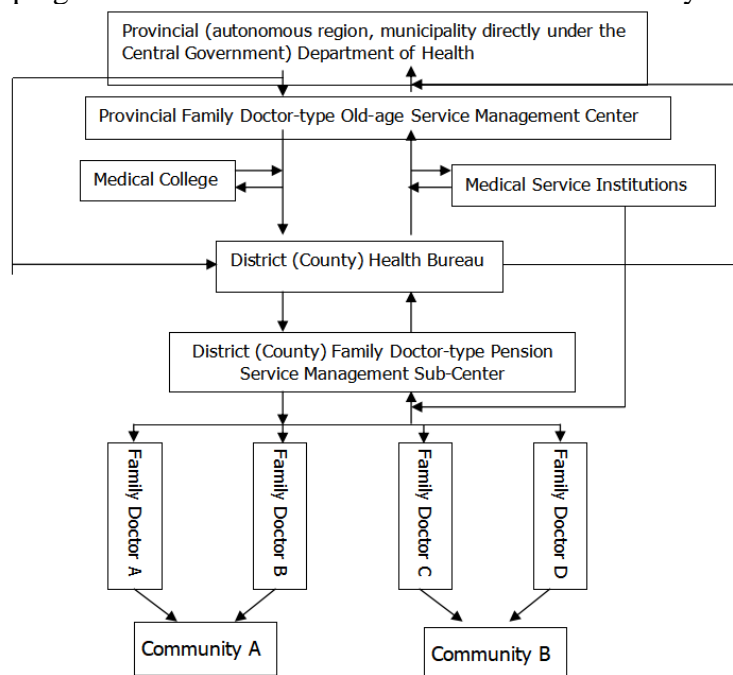 Provincial (autonomous region, municipality directly under the
Central Government) Department of Health
Provincial Family Doctor-type Old-age Service Management Center
Medical College
Medical Service Institutions
District (County) Health Bureau
District (County) Family Doctor-type Pension
Service Management Sub-Center
Family Doctor A
Family Doctor B
Family Doctor C
Family Doctor D
Community A
Community B